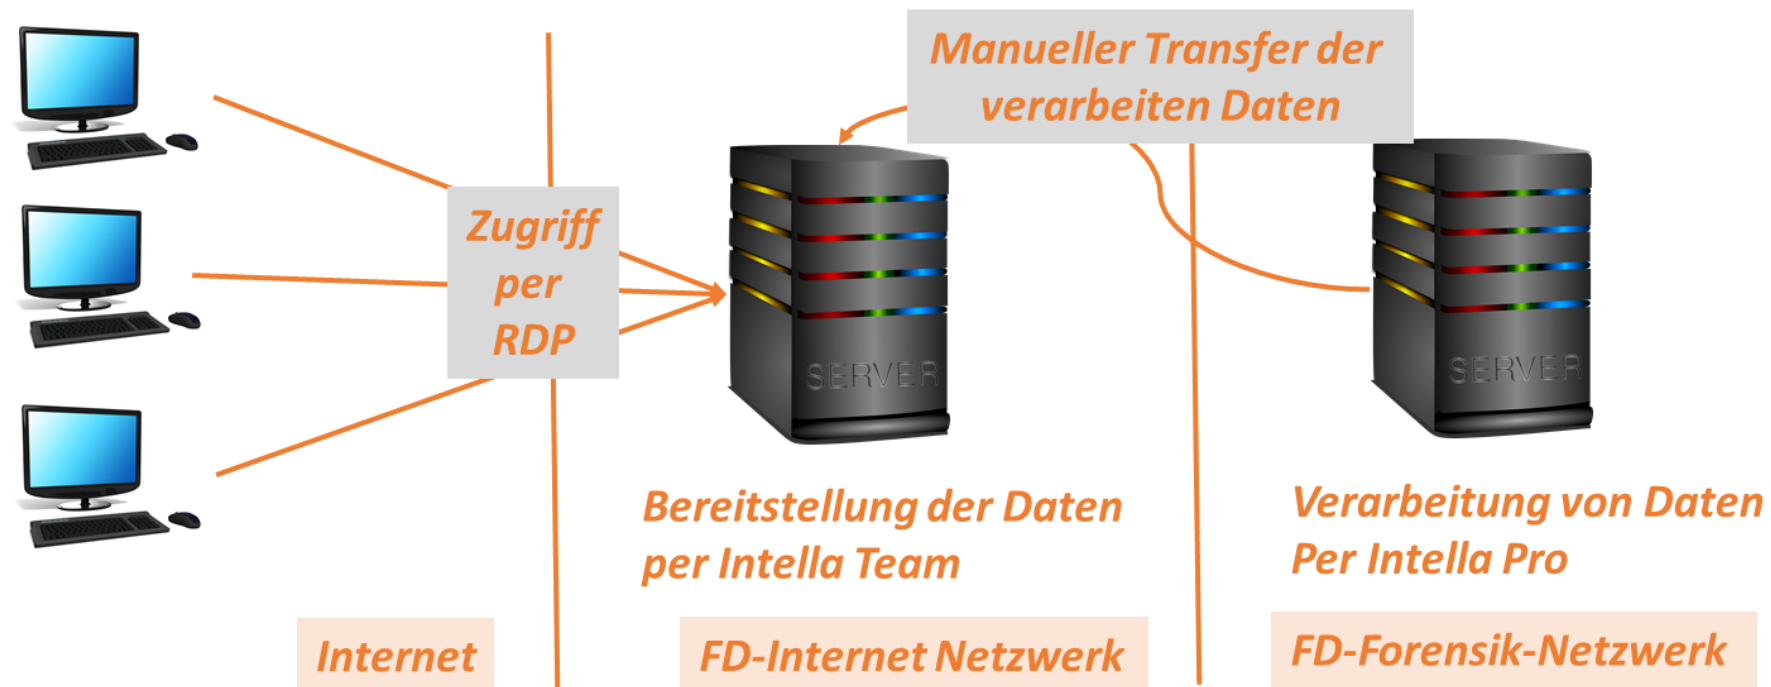 Manueller Transfer der
verarbeiten Daten
Zugriff
per
RDP
SERVER
SERVER
Bereitstellung der Daten
per Intella Team
Verarbeitung von Daten
Per Intella Pro
Internet
FD-Internet Netzwerk
FD-Forensik-Netzwerk